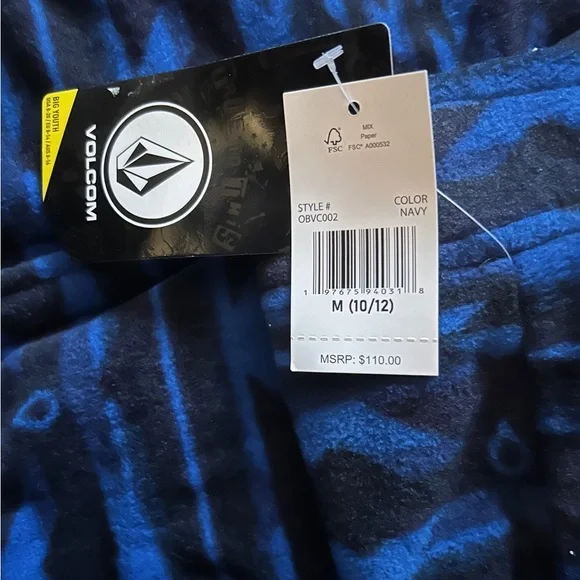 BIG YOUTH
VOLCOM
FSC
MIX
Paper
FSC® A000532
STYLE #
OBVC002
COLOR
NAVY
1 97675 94031 8
M (10/12)
MSRP: $110.00